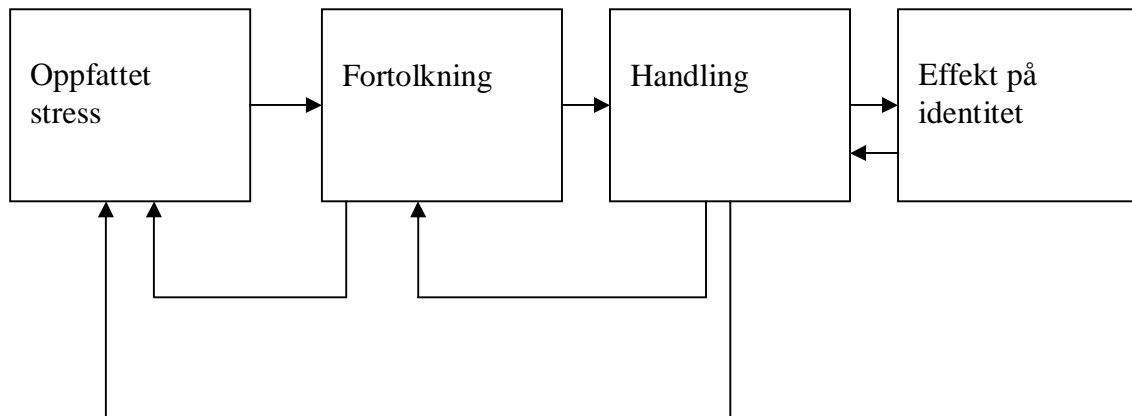 Oppfattet
stress
Fortolkning
Handling
Effekt på
identitet